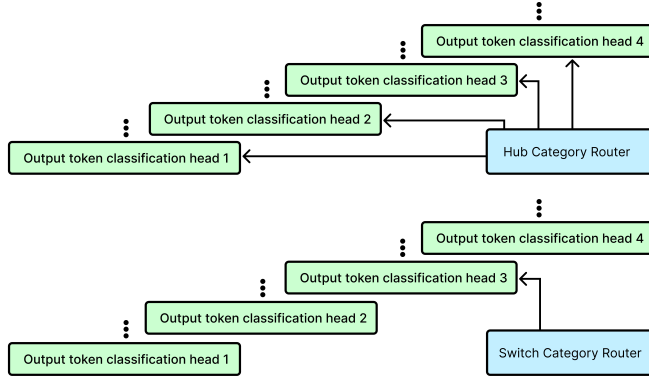 Output token classification head 4
Output token classification head 3
Output token classification head 2
Output token classification head 1
Hub Category Router
Output token classification head 4
Output token classification head 3
Output token classification head 2
Output token classification head 1
Switch Category Router